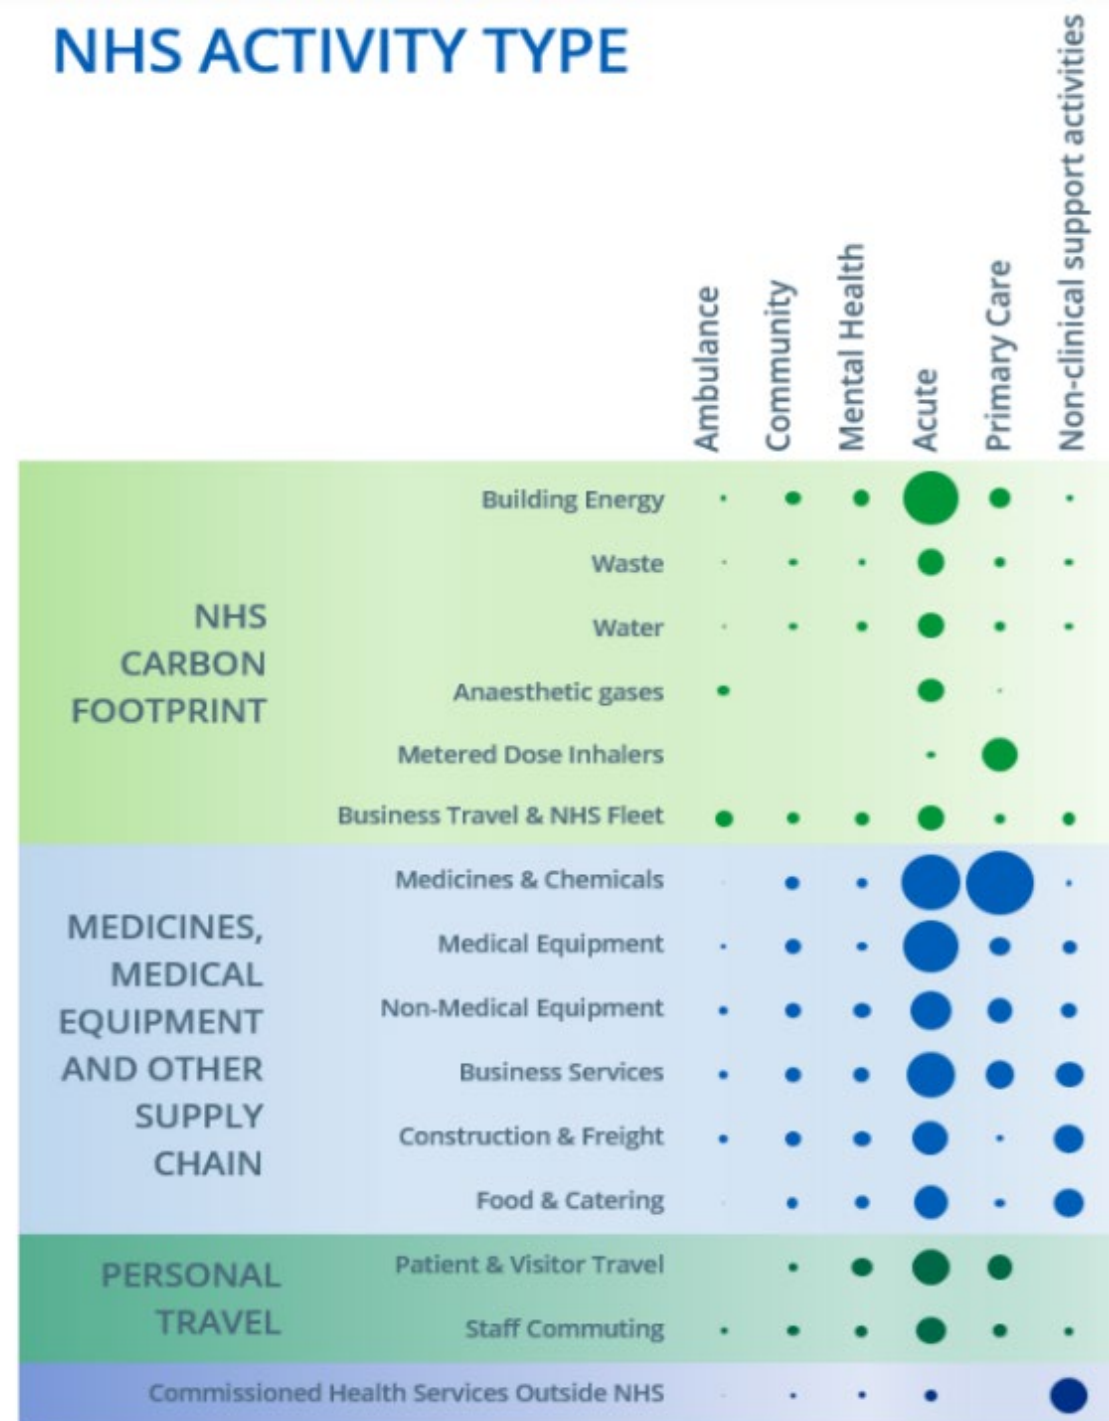 NHS ACTIVITY TYPE
Ambulance
Community
Mental Health
Acute
Primary Care
Non-clinical support activities
NHS
CARBON
FOOTPRINT
Building Energy
Waste
Water
Anaesthetic gases
Metered Dose Inhalers
Business Travel & NHS Fleet
MEDICINES,
MEDICAL
EQUIPMENT
AND OTHER
SUPPLY
CHAIN
Medicines & Chemicals
Medical Equipment
Non-Medical Equipment
Business Services
Construction & Freight
Food & Catering
PERSONAL
TRAVEL
Patient & Visitor Travel
Staff Commuting
Commissioned Health Services Outside NHS